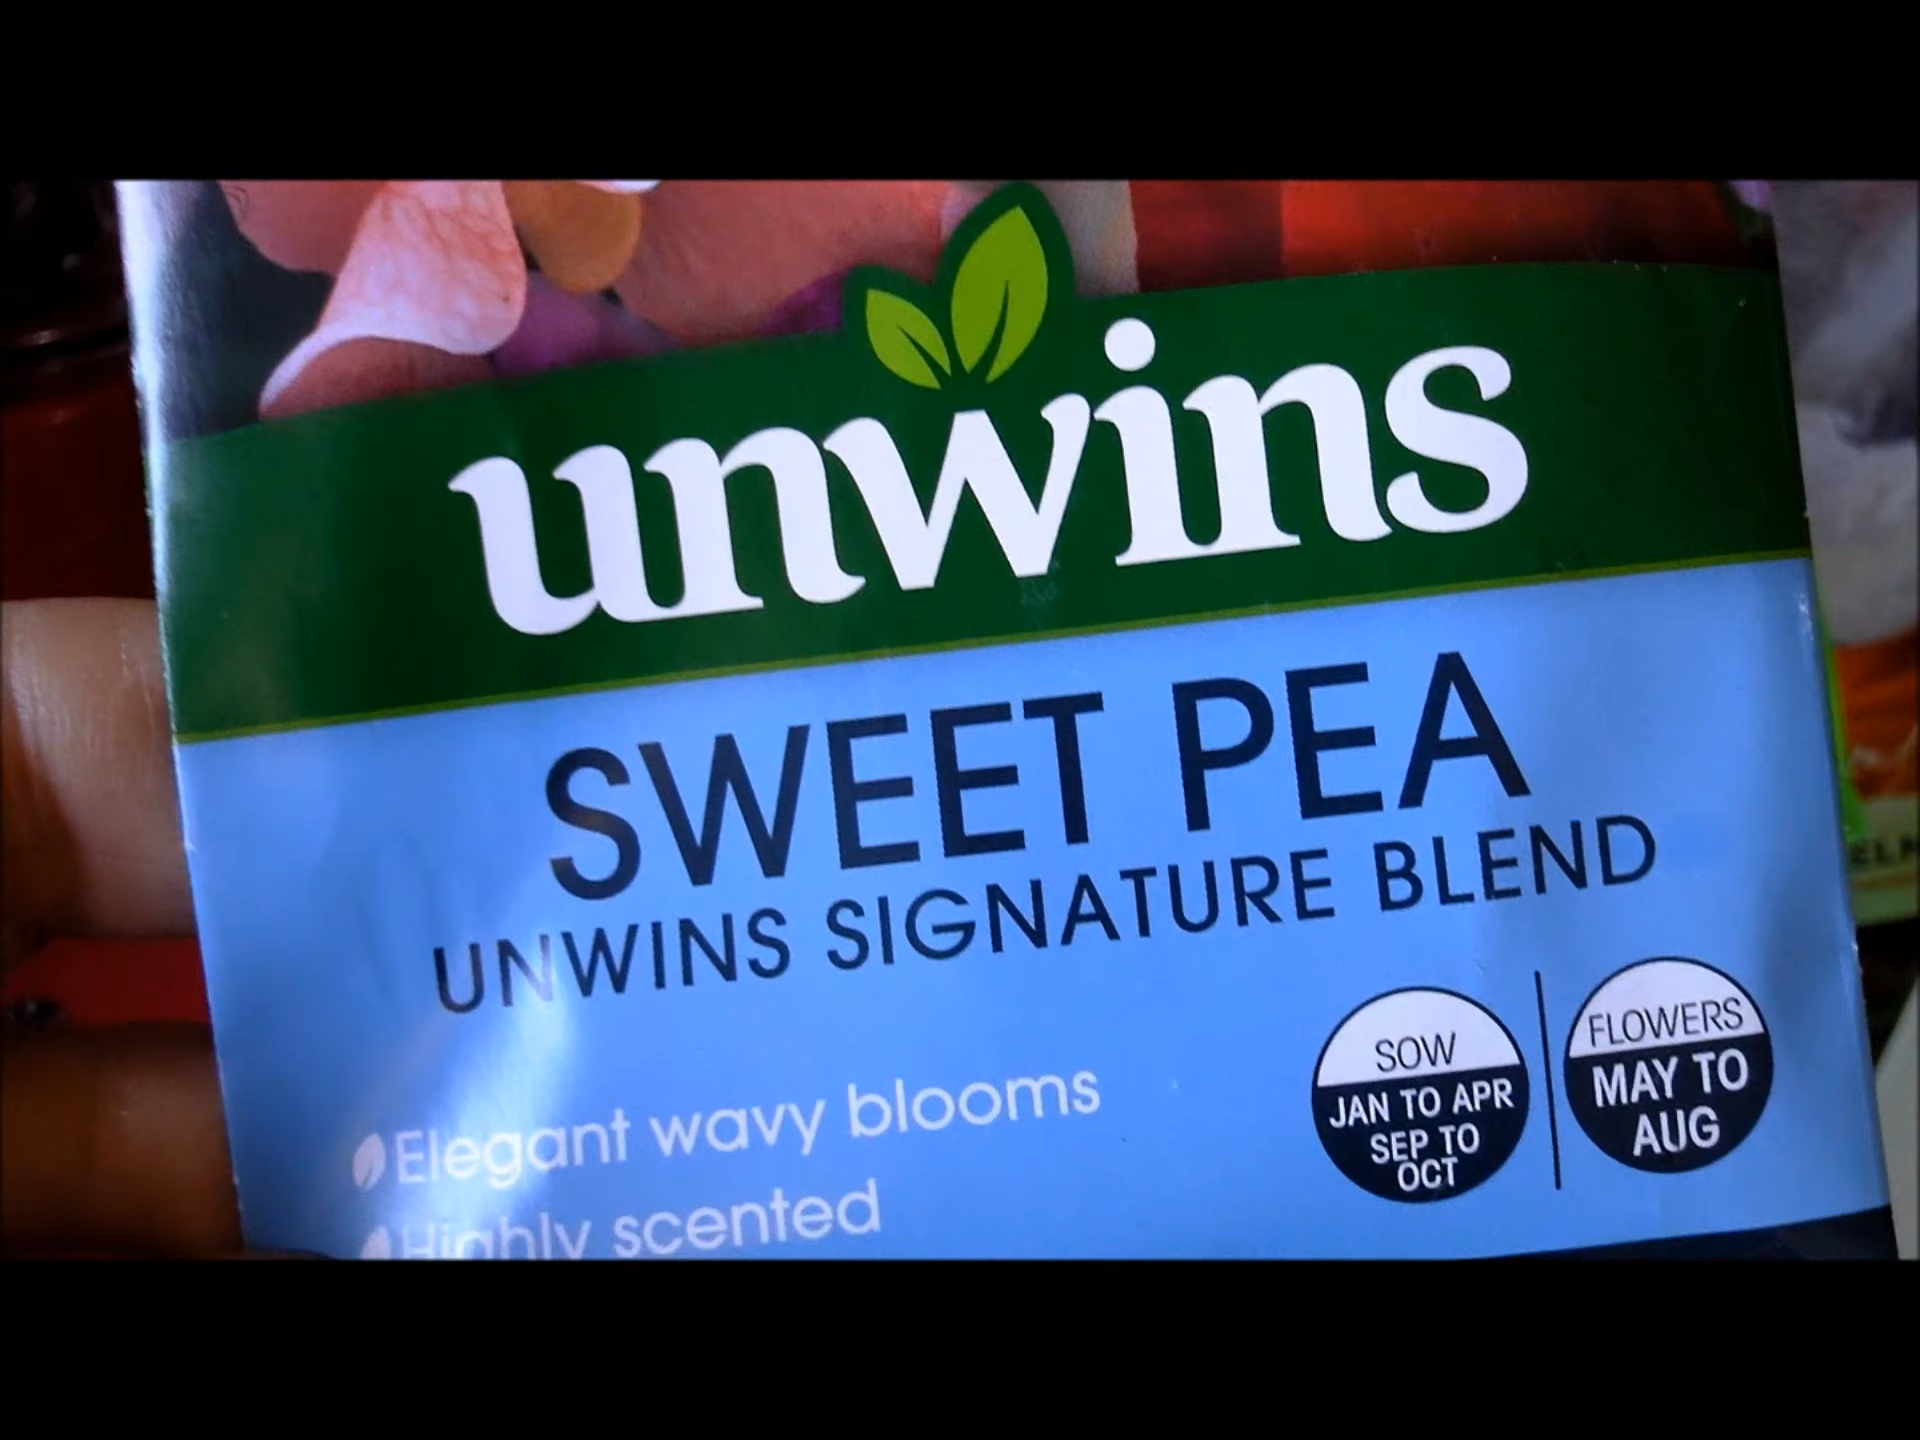 unwins
SWEET PEA
UNWINS SIGNATURE BLEND
Elegant wavy blooms
Highly scented
SOW
JAN TO APR
SEP TO
OCT
FLOWERS
MAY TO
AUG